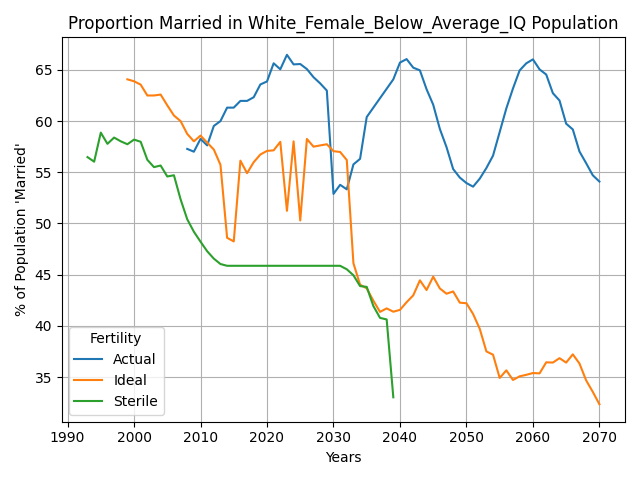 Proportion Married in White_Female_Below_Average_IQ Population
% of Population 'Married'
65
60
55
50
45
40
35
Fertility
Actual
Ideal
Sterile
1990 2000 2010 2020 2030 2040 2050 2060 2070
Years